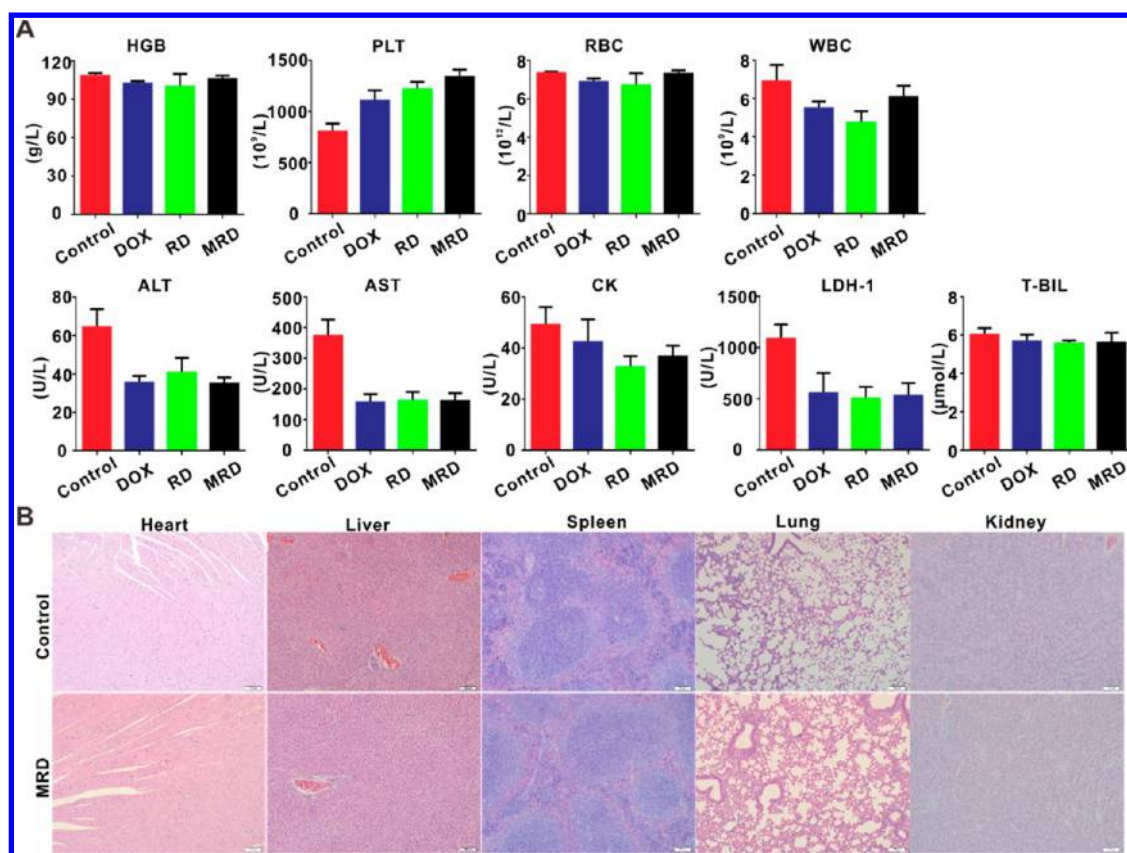 A
HGB PLT RBC WBC
(g/L)
120
90
60
30
0
Control DOX RD MRD
(10⁹/L)
1500
1000
500
0
Control DOX RD MRD
(10¹²/L)
8
6
4
2
0
Control DOX RD MRD
(10⁹/L)
8
6
4
2
0
Control DOX RD MRD
ALT AST CK LDH-1 T-BIL
(U/L)
80
60
40
20
0
Control DOX RD MRD
(U/L)
500
400
300
200
100
0
Control DOX RD MRD
(U/L)
60
40
20
0
Control DOX RD MRD
(U/L)
1500
1000
500
0
Control DOX RD MRD
(μmol/L)
8
6
4
2
0
Control DOX RD MRD
B
Heart Liver Spleen Lung Kidney
Control
MRD